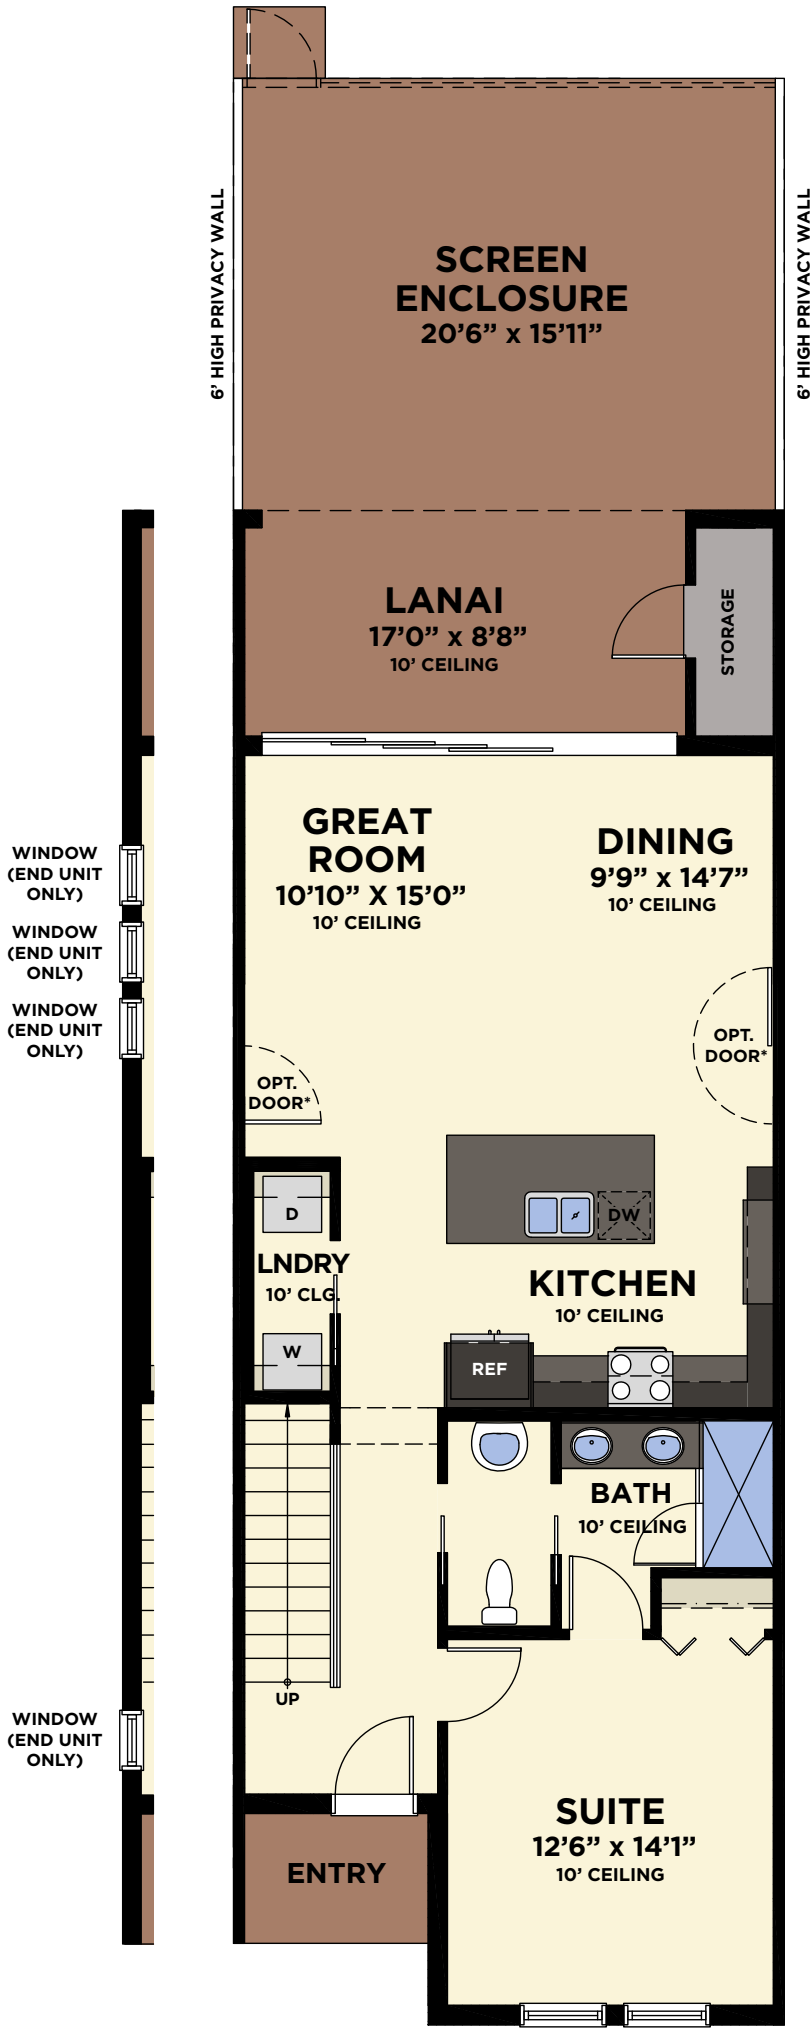 6' HIGH PRIVACY WALL
6' HIGH PRIVACY WALL
SCREEN
ENCLOSURE
20'6" x 15'11"
LANAI
17'0" x 8'8"
10' CEILING
STORAGE
GREAT
ROOM
10'10" X 15'0"
10' CEILING
DINING
9'9" x 14'7"
10' CEILING
WINDOW
(END UNIT
ONLY)
WINDOW
(END UNIT
ONLY)
WINDOW
(END UNIT
ONLY)
OPT.
DOOR*
OPT.
DOOR*
D
LNDRY
10' CLG.
W
DW
KITCHEN
10' CEILING
REF
BATH
10' CEILING
UP
WINDOW
(END UNIT
ONLY)
SUITE
12'6" x 14'1"
10' CEILING
ENTRY